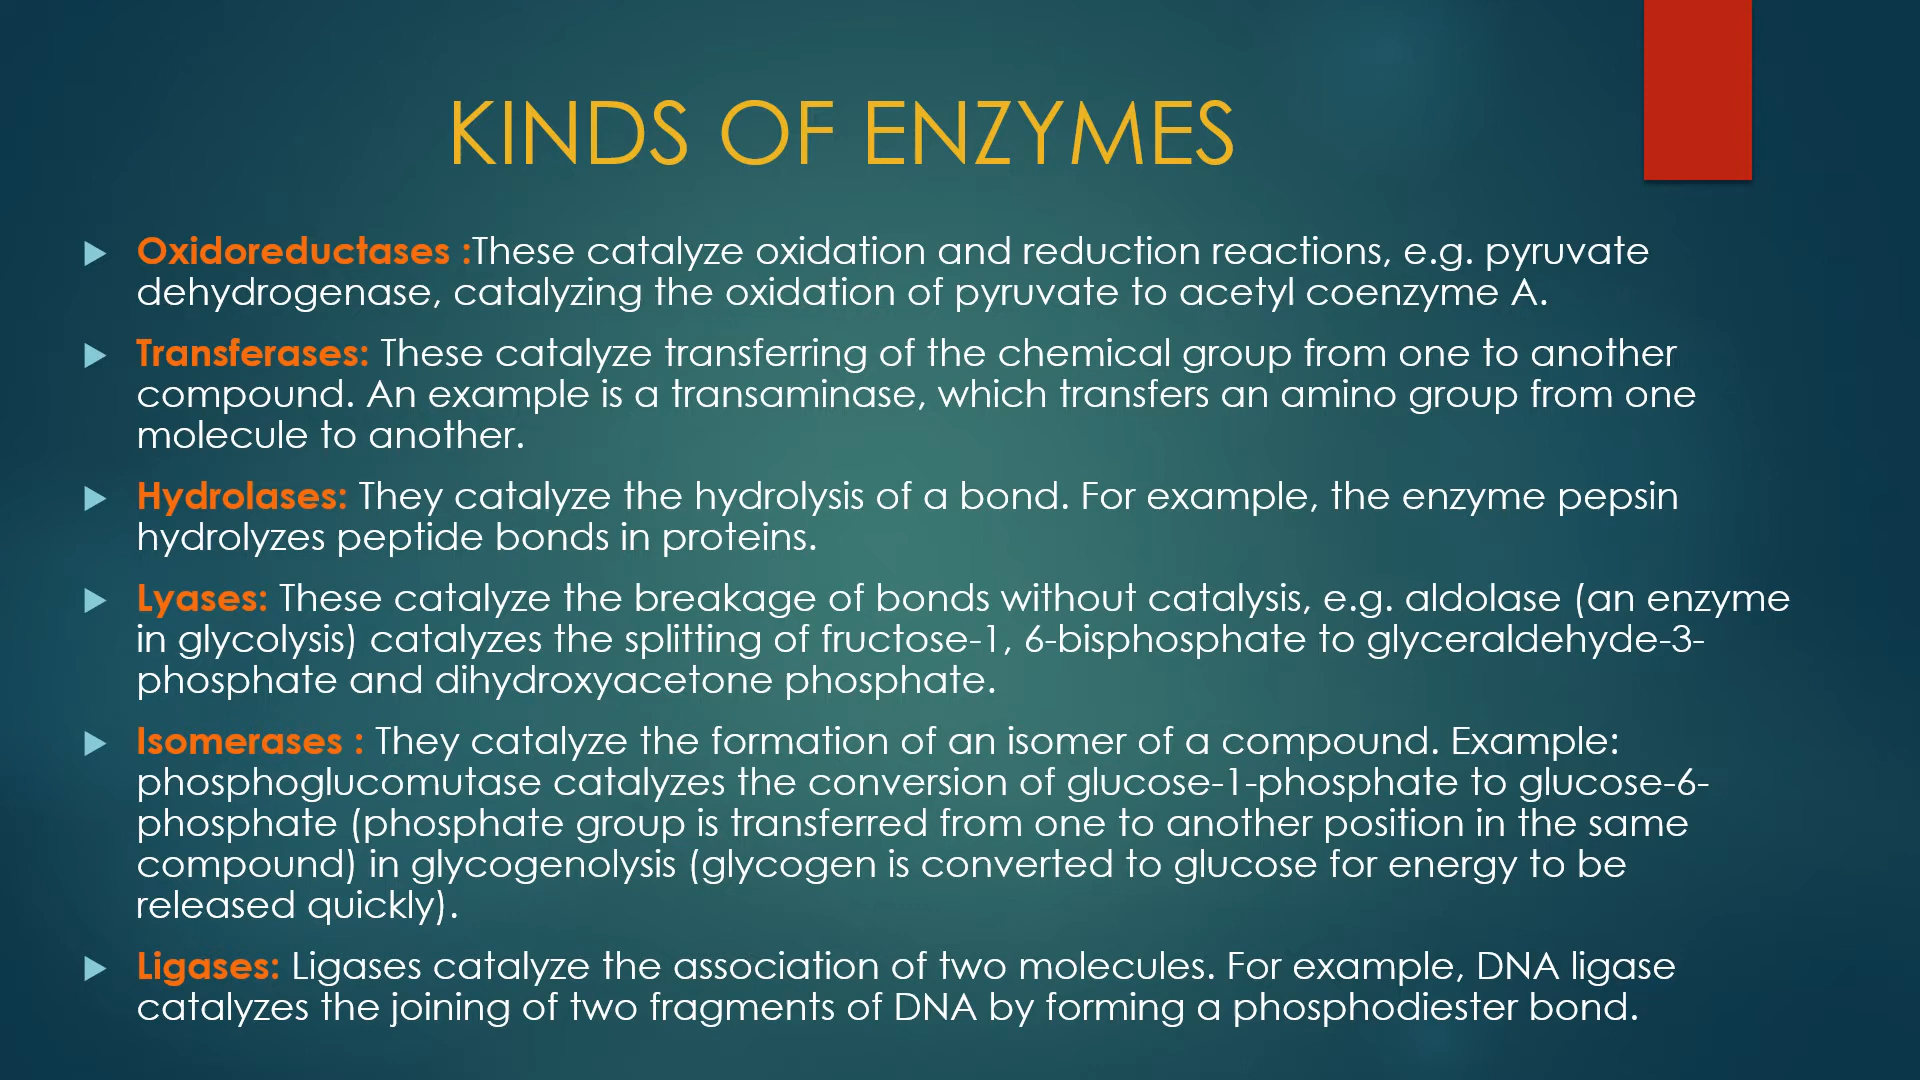 KINDS OF ENZYMES
Oxidoreductases :These catalyze oxidation and reduction reactions, e.g. pyruvate
dehydrogenase, catalyzing the oxidation of pyruvate to acetyl coenzyme A.
Transferases: These catalyze transferring of the chemical group from one to another
compound. An example is a transaminase, which transfers an amino group from one
molecule to another.
Hydrolases: They catalyze the hydrolysis of a bond. For example, the enzyme pepsin
hydrolyzes peptide bonds in proteins.
Lyases: These catalyze the breakage of bonds without catalysis, e.g. aldolase (an enzyme
in glycolysis) catalyzes the splitting of fructose-1, 6-bisphosphate to glyceraldehyde-3-
phosphate and dihydroxyacetone phosphate.
Isomerases : They catalyze the formation of an isomer of a compound. Example:
phosphoglucomutase catalyzes the conversion of glucose-1-phosphate to glucose-6-
phosphate (phosphate group is transferred from one to another position in the same
compound) in glycogenolysis (glycogen is converted to glucose for energy to be
released quickly).
Ligases: Ligases catalyze the association of two molecules. For example, DNA ligase
catalyzes the joining of two fragments of DNA by forming a phosphodiester bond.